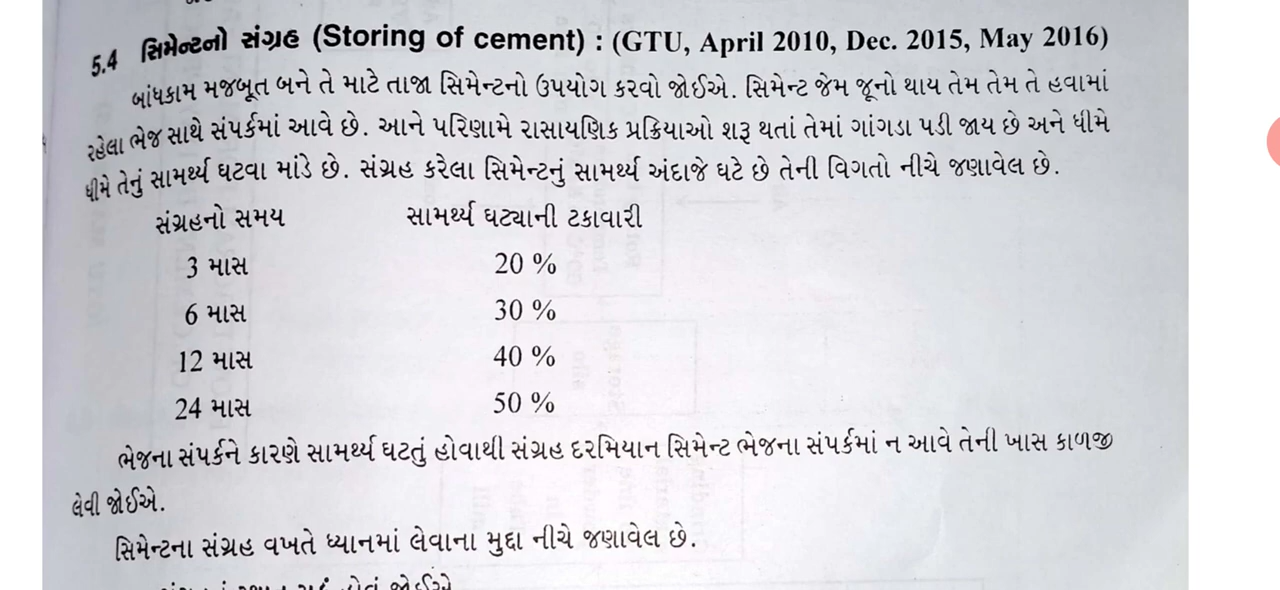 5.4 સિમેન્ટનો સંગ્રહ (Storing of cement) : (GTU, April 2010, Dec. 2015, May 2016)
બાંધકામ મજબૂત બને તે માટે તાજા સિમેન્ટનો ઉપયોગ કરવો જોઈએ. સિમેન્ટ જેમ જૂનો થાય તેમ તેમ તે હવામાં
રહેલા ભેજ સાથે સંપર્કમાં આવે છે. આને પરિણામે રાસાયણિક પ્રક્રિયાઓ શરૂ થતાં તેમાં ગાંગડા પડી જાય છે અને ધીમે
ધીમે તેનું સામર્થ્ય ઘટવા માંડે છે. સંગ્રહ કરેલા સિમેન્ટનું સામર્થ્ય અંદાજે ઘટે છે તેની વિગતો નીચે જણાવેલ છે.
સંગ્રહનો સમય સામર્થ્ય ઘટ્યાની ટકાવારી
3 માસ 20 %
6 માસ 30 %
12 માસ 40 %
24 માસ 50 %
ભેજના સંપર્કને કારણે સામર્થ્ય ઘટતું હોવાથી સંગ્રહ દરમિયાન સિમેન્ટ ભેજના સંપર્કમાં ન આવે તેની ખાસ કાળજી
લેવી જોઈએ.
સિમેન્ટના સંગ્રહ વખતે ધ્યાનમાં લેવાના મુદ્દા નીચે જણાવેલ છે.
હોવું જોઈએ